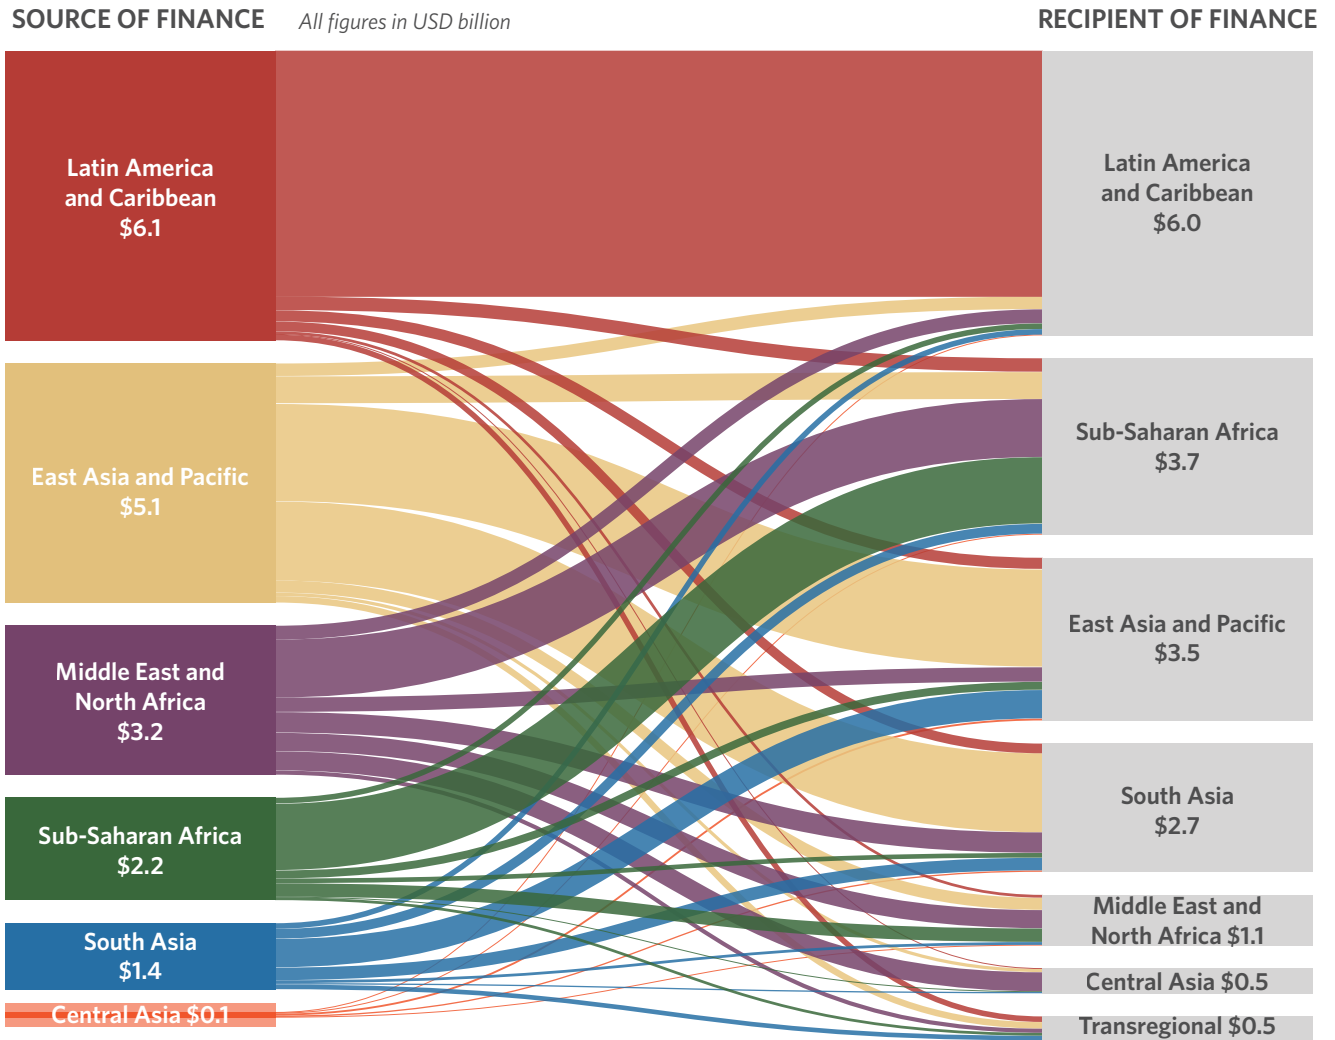 SOURCE OF FINANCE
All figures in USD billion
RECIPIENT OF FINANCE
Latin America
and Caribbean
$6.1
East Asia and Pacific
$5.1
Middle East and
North Africa
$3.2
Sub-Saharan Africa
$2.2
South Asia
$1.4
Central Asia $0.1
Latin America
and Caribbean
$6.0
Sub-Saharan Africa
$3.7
East Asia and Pacific
$3.5
South Asia
$2.7
Middle East and
North Africa $1.1
Central Asia $0.5
Transregional $0.5